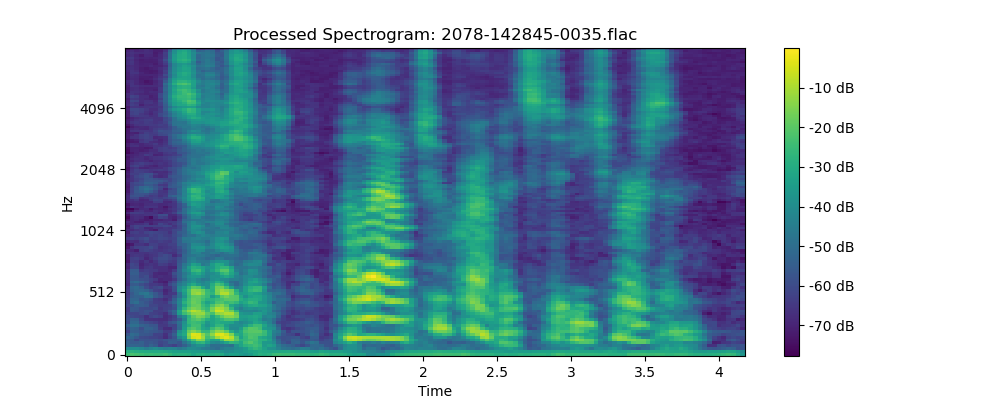 Processed Spectrogram: 2078-142845-0035.flac
Hz
4096
2048
1024
512
0
0
0.5
1
1.5
2
2.5
3
3.5
4
Time
-10 dB
-20 dB
-30 dB
-40 dB
-50 dB
-60 dB
-70 dB